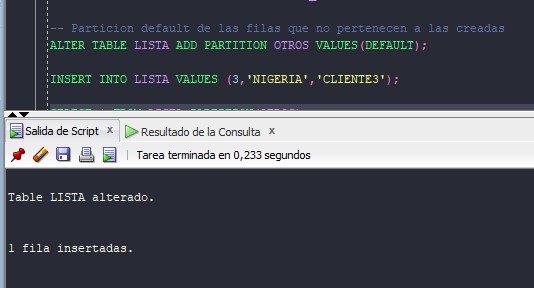 -- Particion default de las filas que no pertenecen a las creadas
ALTER TABLE LISTA ADD PARTITION OTROS VALUES(DEFAULT);
INSERT INTO LISTA VALUES (3,'NIGERIA','CLIENTE3');
Salida de Script x Resultado de la Consulta x
Tarea terminada en 0,233 segundos
Table LISTA alterado.
1 fila insertadas.